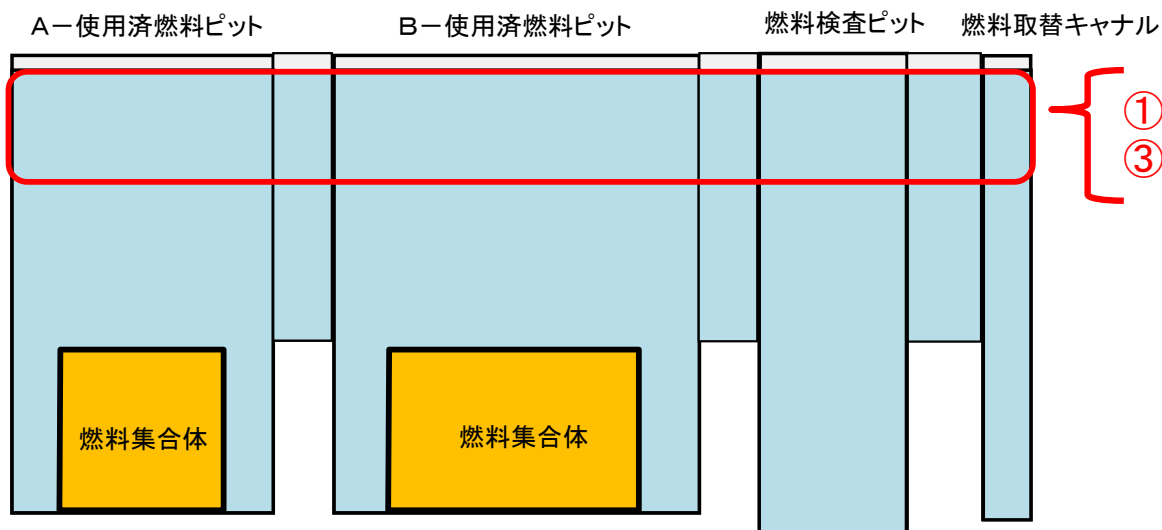 A－使用済燃料ピット
B－使用済燃料ピット
燃料検査ピット
燃料取替キャナル
①
③
燃料集合体
燃料集合体